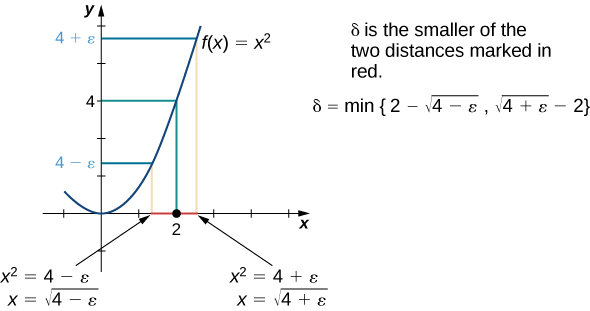 y
4 + ε
f(x) = x²
4
4 − ε
2
x
x² = 4 − ε
x = √(4 − ε)
x² = 4 + ε
x = √(4 + ε)
δ is the smaller of the
two distances marked in
red.
δ = min { 2 − √(4 − ε) , √(4 + ε) − 2}